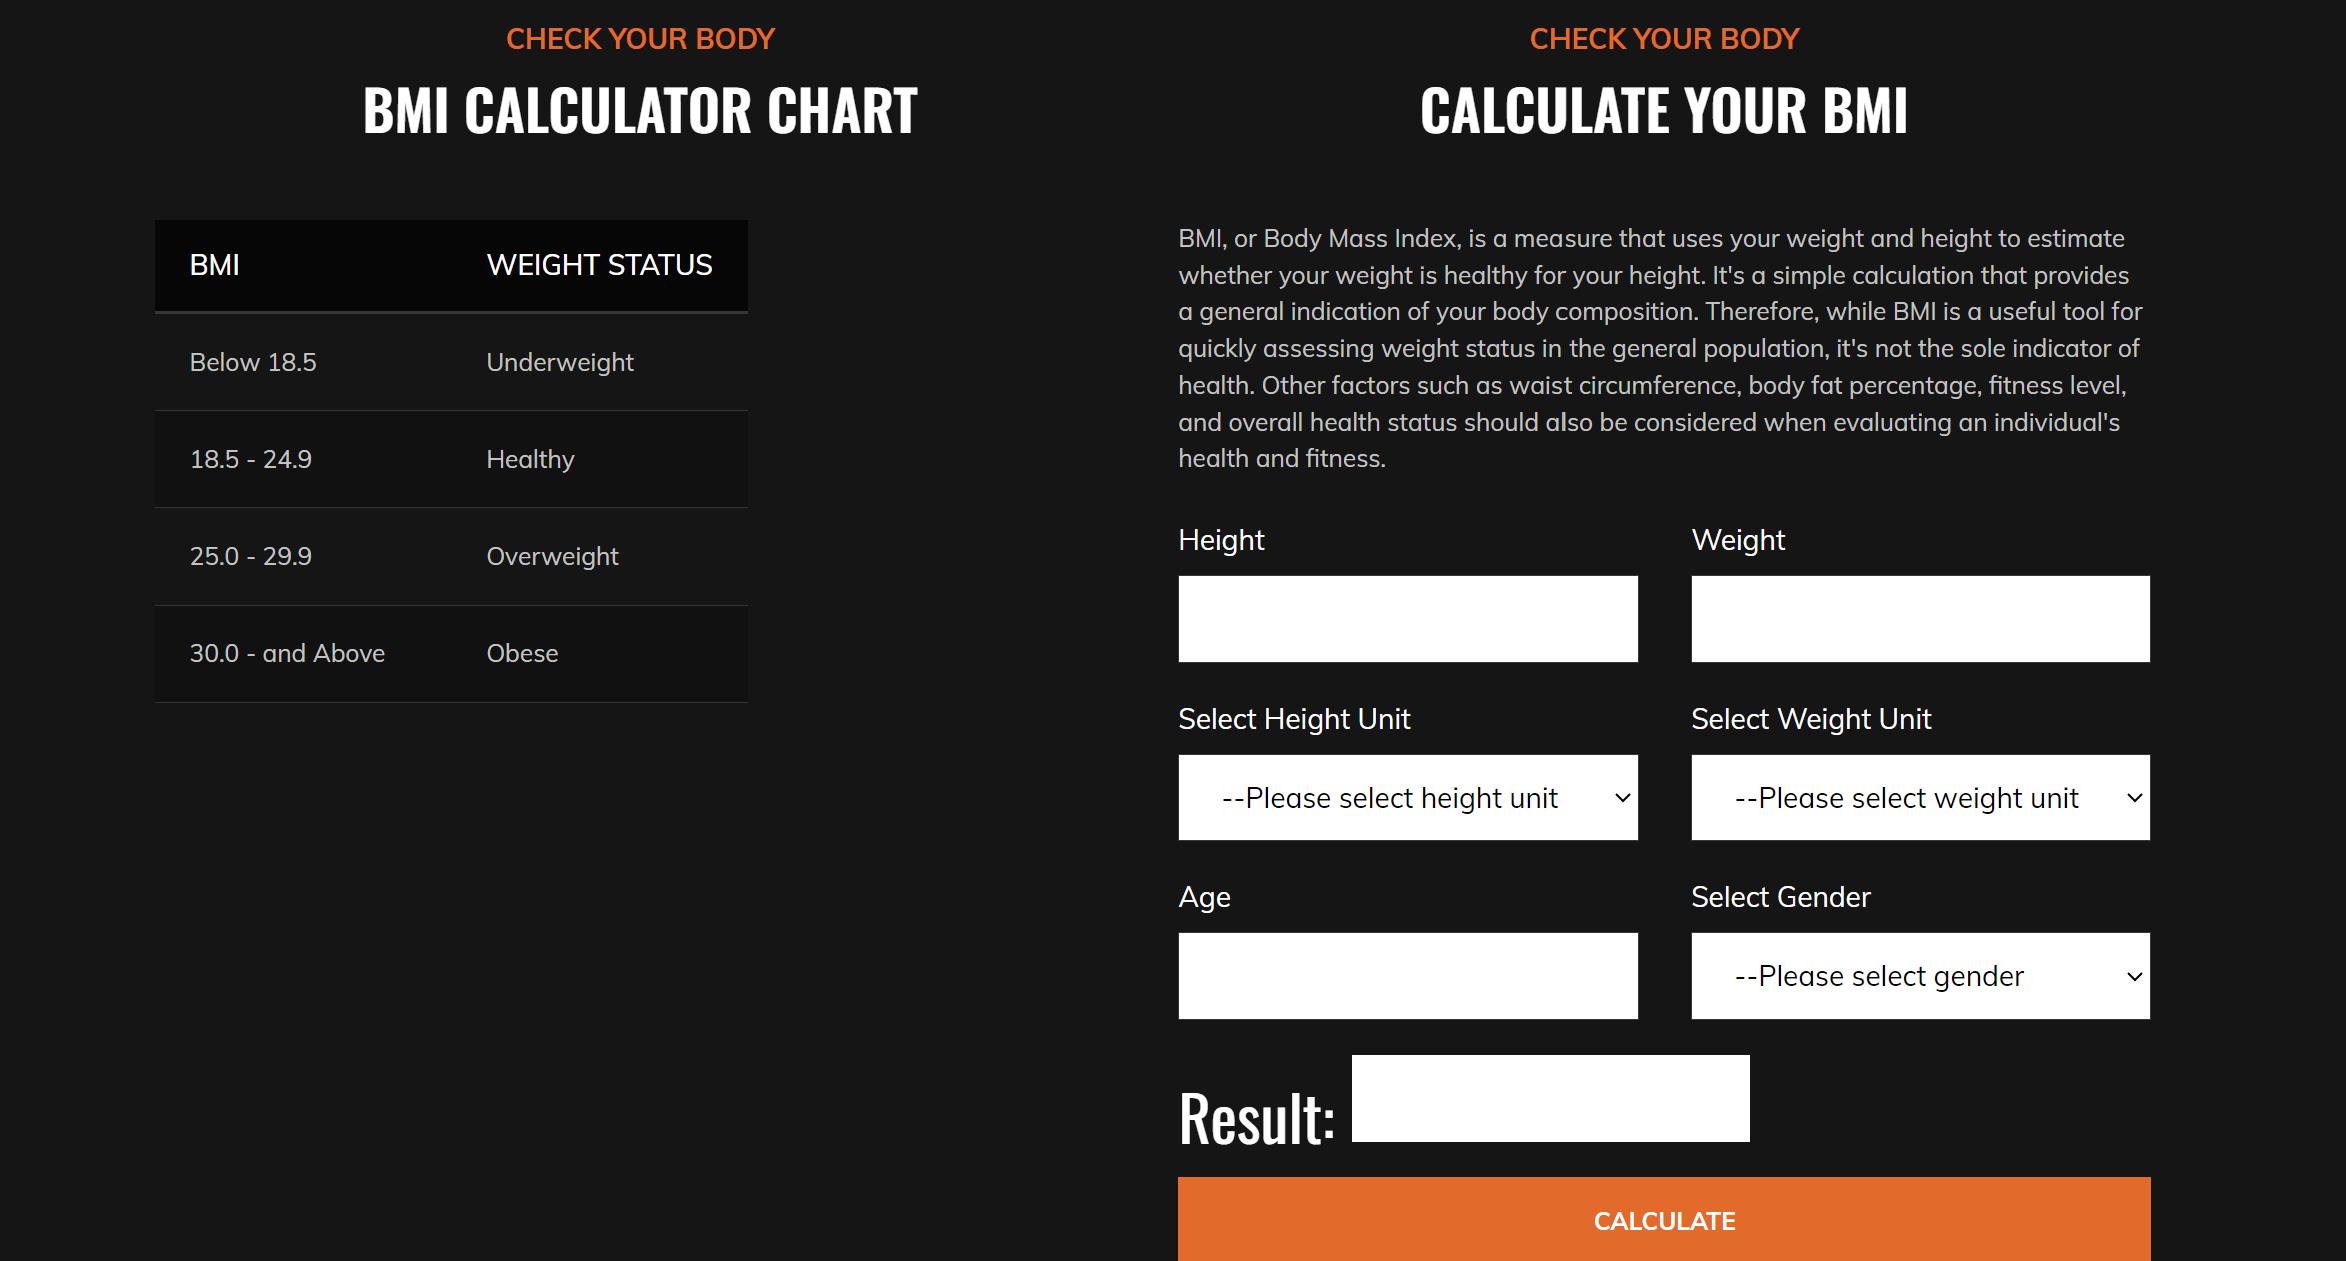 CHECK YOUR BODY
BMI CALCULATOR CHART
BMI WEIGHT STATUS
Below 18.5 Underweight
18.5 - 24.9 Healthy
25.0 - 29.9 Overweight
30.0 - and Above Obese
CHECK YOUR BODY
CALCULATE YOUR BMI
BMI, or Body Mass Index, is a measure that uses your weight and height to estimate
whether your weight is healthy for your height. It's a simple calculation that provides
a general indication of your body composition. Therefore, while BMI is a useful tool for
quickly assessing weight status in the general population, it's not the sole indicator of
health. Other factors such as waist circumference, body fat percentage, fitness level,
and overall health status should also be considered when evaluating an individual's
health and fitness.
Height Weight
Select Height Unit Select Weight Unit
--Please select height unit --Please select weight unit
Age Select Gender
--Please select gender
Result:
CALCULATE